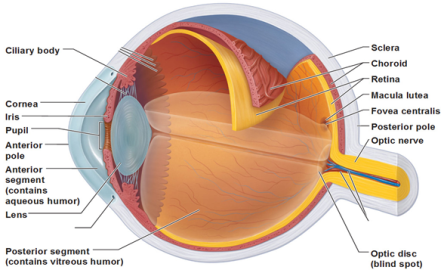 Ciliary body
Cornea
Iris
Pupil
Anterior
pole
Anterior
segment
(contains
aqueous humor)
Lens
Posterior segment
(contains vitreous humor)
Sclera
Choroid
Retina
Macula lutea
Fovea centralis
Posterior pole
Optic nerve
Optic disc
(blind spot)